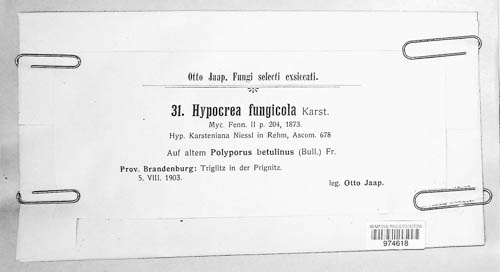 Otto Jaap. Fungi selecti exsiccati.
31. Hypocrea fungicola Karst.
Myc. Fenn. II p. 204, 1873.
Hyp. Karsteniana Niessl in Rehm, Ascom. 678
Auf altem Polyporus betulinus (Bull.) Fr.
Prov. Brandenburg: Triglitz in der Prignitz.
5. VIII. 1903.
leg. Otto Jaap.
974618